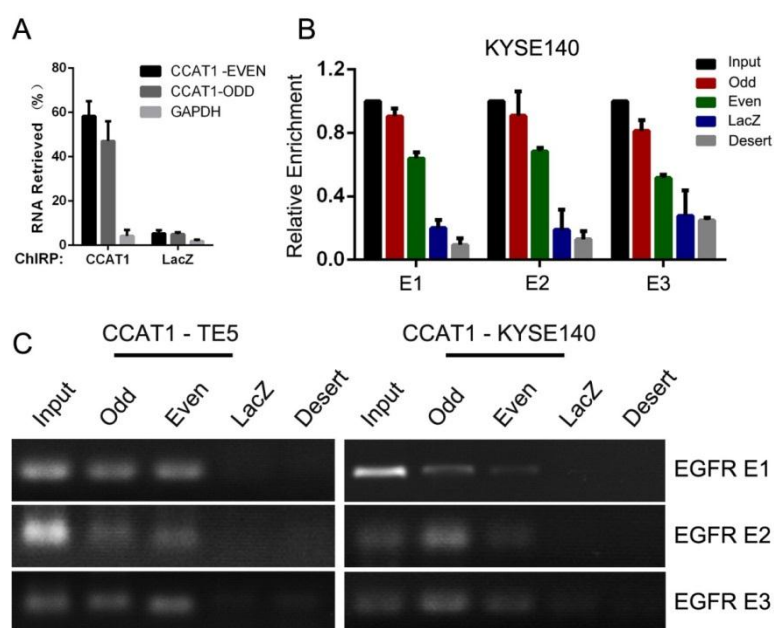 A
CCAT1 -EVEN
CCAT1-ODD
GAPDH
RNA Retrieved (%)
80
60
40
20
0
ChIRP: CCAT1 LacZ
B
KYSE140
Input
Odd
Even
LacZ
Desert
Relative Enrichment
1.2
0.8
0.4
0.0
E1 E2 E3
C
CCAT1 - TE5 CCAT1 - KYSE140
Input Odd Even LacZ Desert Input Odd Even LacZ Desert
EGFR E1
EGFR E2
EGFR E3